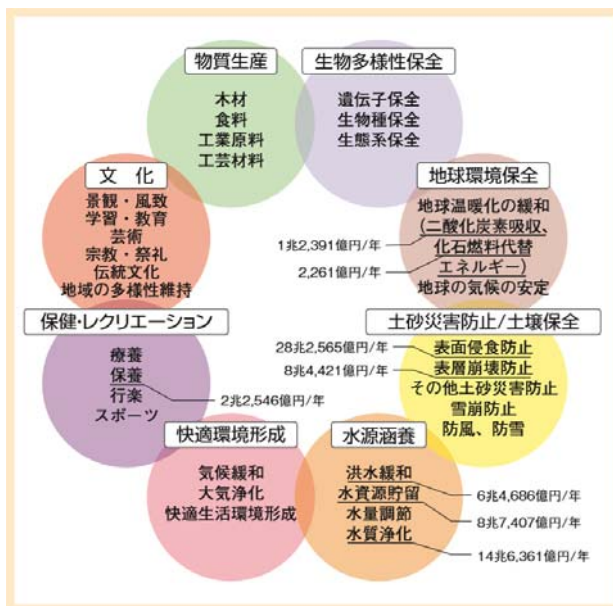 物質生産
木材
食料
工業原料
工芸材料
生物多様性保全
遺伝子保全
生物種保全
生態系保全
文 化
景観・風致
学習・教育
芸術
宗教・祭礼
伝統文化
地域の多様性維持
地球環境保全
地球温暖化の緩和
(二酸化炭素吸収、
1兆2,391億円/年
化石燃料代替
2,261億円/年
エネルギー)
地球の気候の安定
保健・レクリエーション
療養
保養
2兆2,546億円/年
行楽
スポーツ
土砂災害防止/土壌保全
28兆2,565億円/年
表面侵食防止
8兆4,421億円/年
表層崩壊防止
その他土砂災害防止
雪崩防止
防風、防雪
快適環境形成
気候緩和
大気浄化
快適生活環境形成
水源涵養
洪水緩和
6兆4,686億円/年
水資源貯留
8兆7,407億円/年
水量調節
水質浄化
14兆6,361億円/年